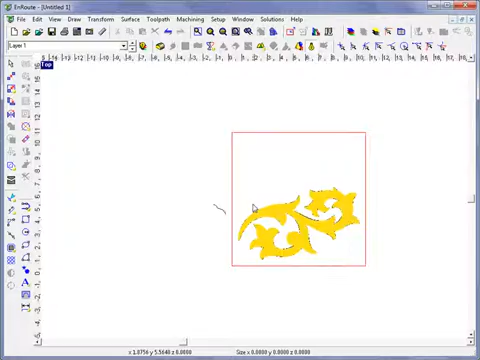 EnRoute - [Untitled 1]
File Edit View Draw Transform Surface Toolpath Machining Setup Window Solutions Help
Layer 1
Top
x 1.8756 y 5.5640 z 0.0000 Size:x 0.0000 y 0.0000 z 0.0000